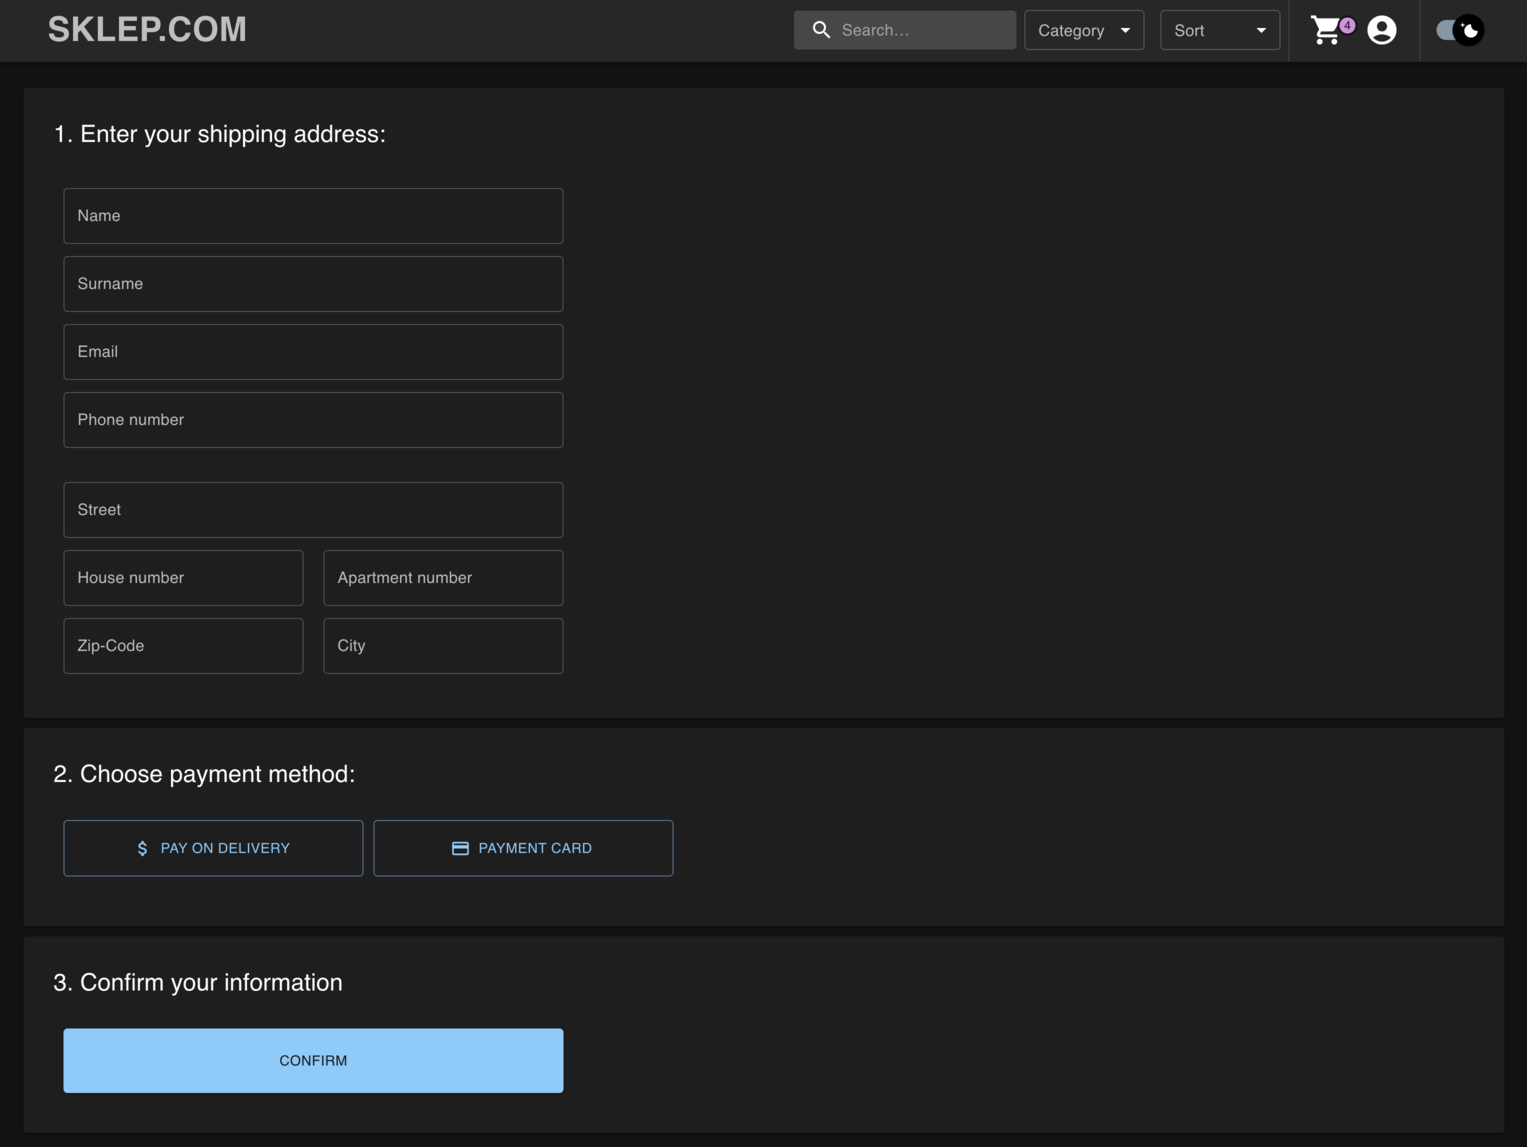 SKLEP.COM
Search...
Category
Sort
4
1. Enter your shipping address:
Name
Surname
Email
Phone number
Street
House number
Apartment number
Zip-Code
City
2. Choose payment method:
$ PAY ON DELIVERY
PAYMENT CARD
3. Confirm your information
CONFIRM